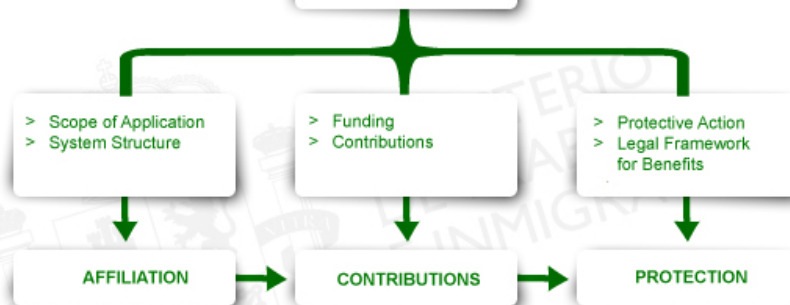 > Scope of Application
> System Structure
> Funding
> Contributions
> Protective Action
> Legal Framework
for Benefits
AFFILIATION
CONTRIBUTIONS
PROTECTION